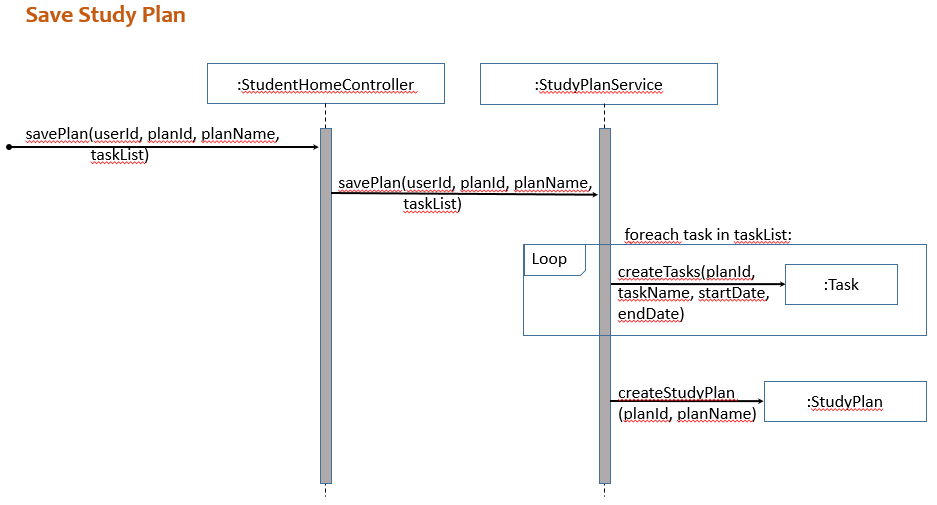 Save Study Plan
:StudentHomeController
:StudyPlanService
savePlan(userId, planId, planName,
taskList)
savePlan(userId, planId, planName,
taskList)
foreach task in taskList:
Loop
createTasks(planId,
taskName, startDate,
endDate)
:Task
createStudyPlan
(planId, planName)
:StudyPlan